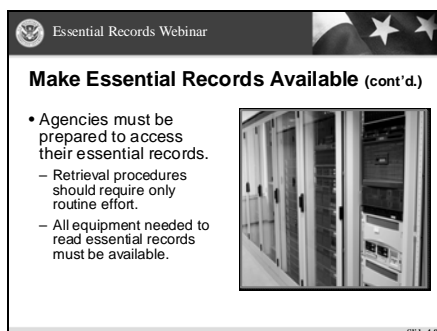 Essential Records Webinar
Make Essential Records Available (cont’d.)
• Agencies must be
prepared to access
their essential records.
– Retrieval procedures
should require only
routine effort.
– All equipment needed to
read essential records
must be available.